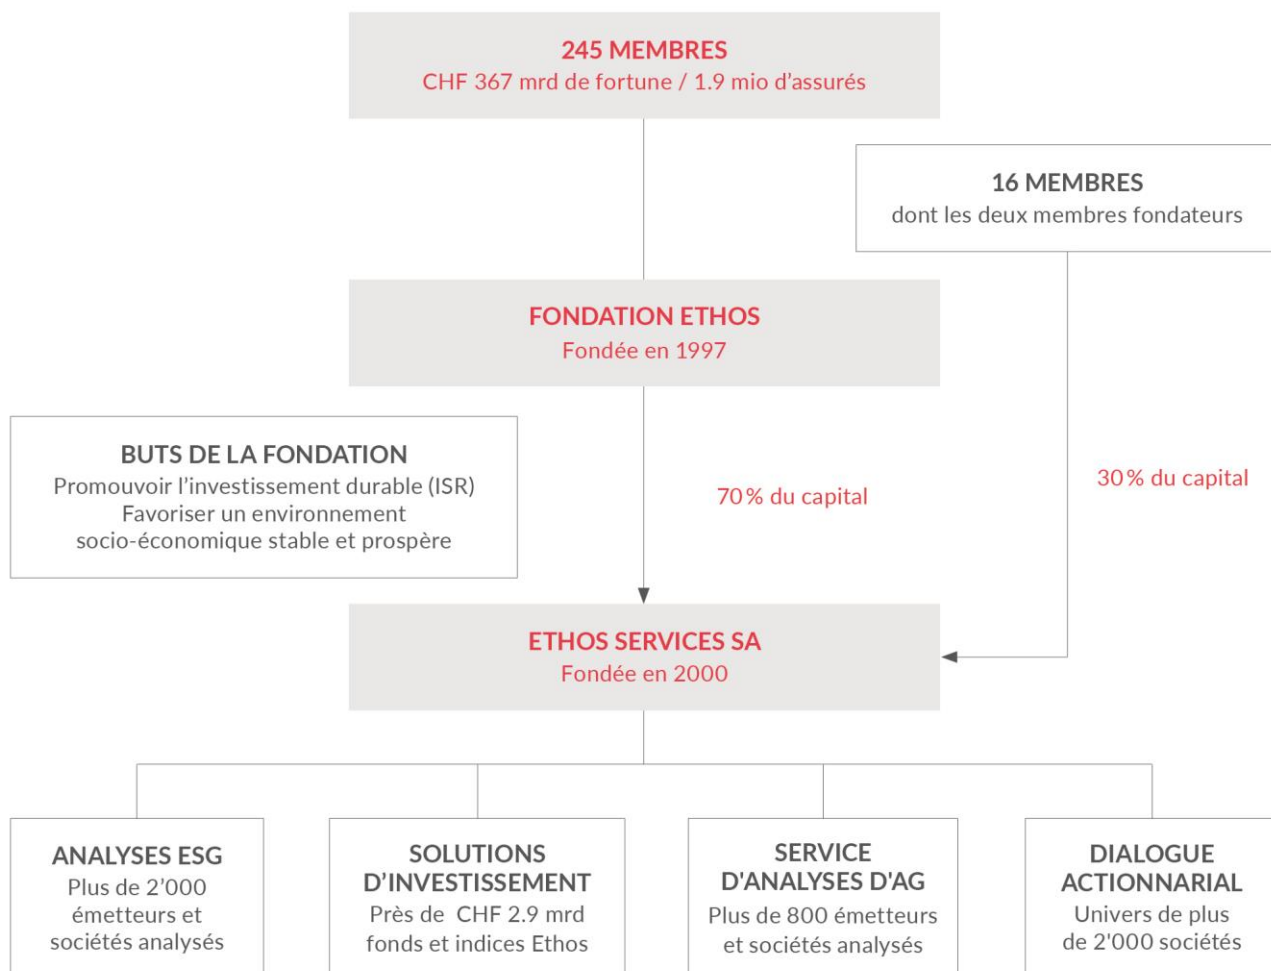 245 MEMBRES
CHF 367 mrd de fortune / 1.9 mio d’assurés
16 MEMBRES
dont les deux membres fondateurs
FONDATION ETHOS
Fondée en 1997
BUTS DE LA FONDATION
Promouvoir l’investissement durable (ISR)
Favoriser un environnement
socio-économique stable et prospère
70 % du capital
30 % du capital
ETHOS SERVICES SA
Fondée en 2000
ANALYSES ESG
Plus de 2’000
émetteurs et
sociétés analysés
SOLUTIONS
D’INVESTISSEMENT
Près de CHF 2.9 mrd
fonds et indices Ethos
SERVICE
D'ANALYSES D'AG
Plus de 800 émetteurs
et sociétés analysés
DIALOGUE
ACTIONNARIAL
Univers de plus
de 2'000 sociétés